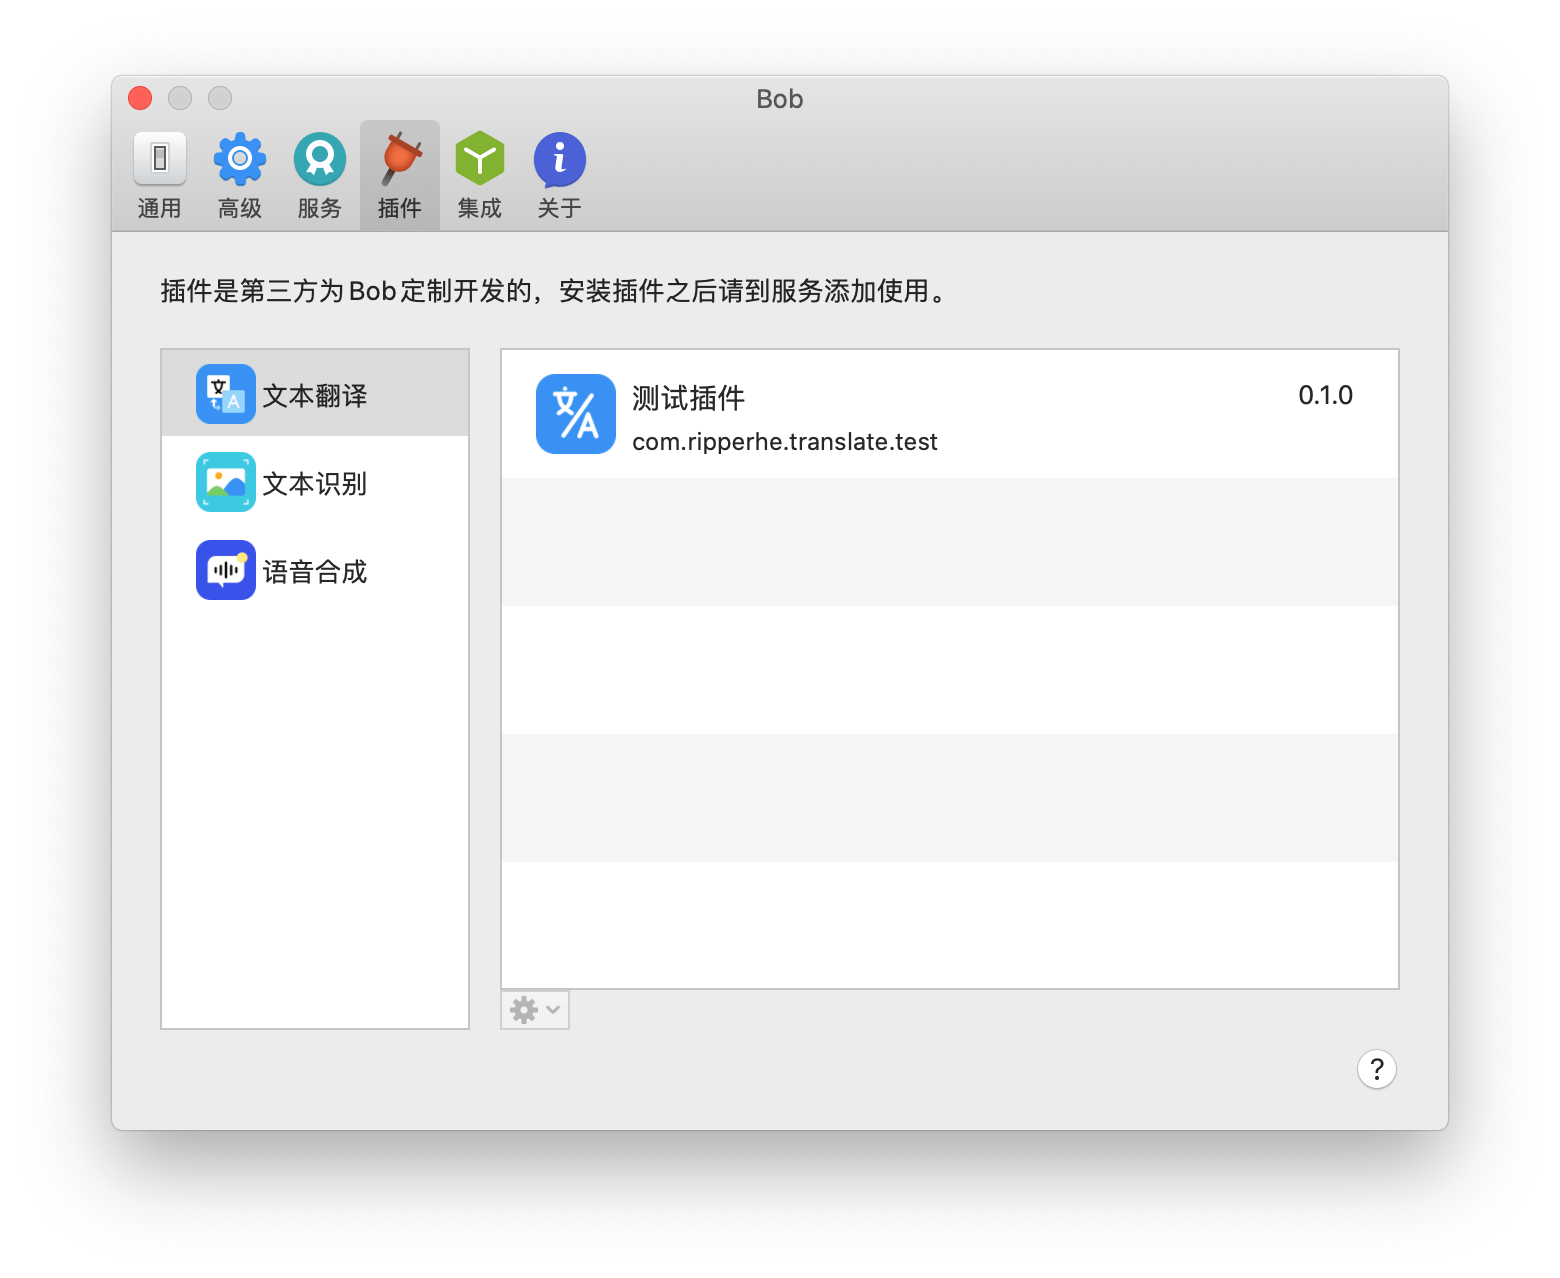 Bob
通用 高级 服务 插件 集成 关于
插件是第三方为Bob定制开发的，安装插件之后请到服务添加使用。
文本翻译
文本识别
语音合成
测试插件 0.1.0
com.ripperhe.translate.test
?